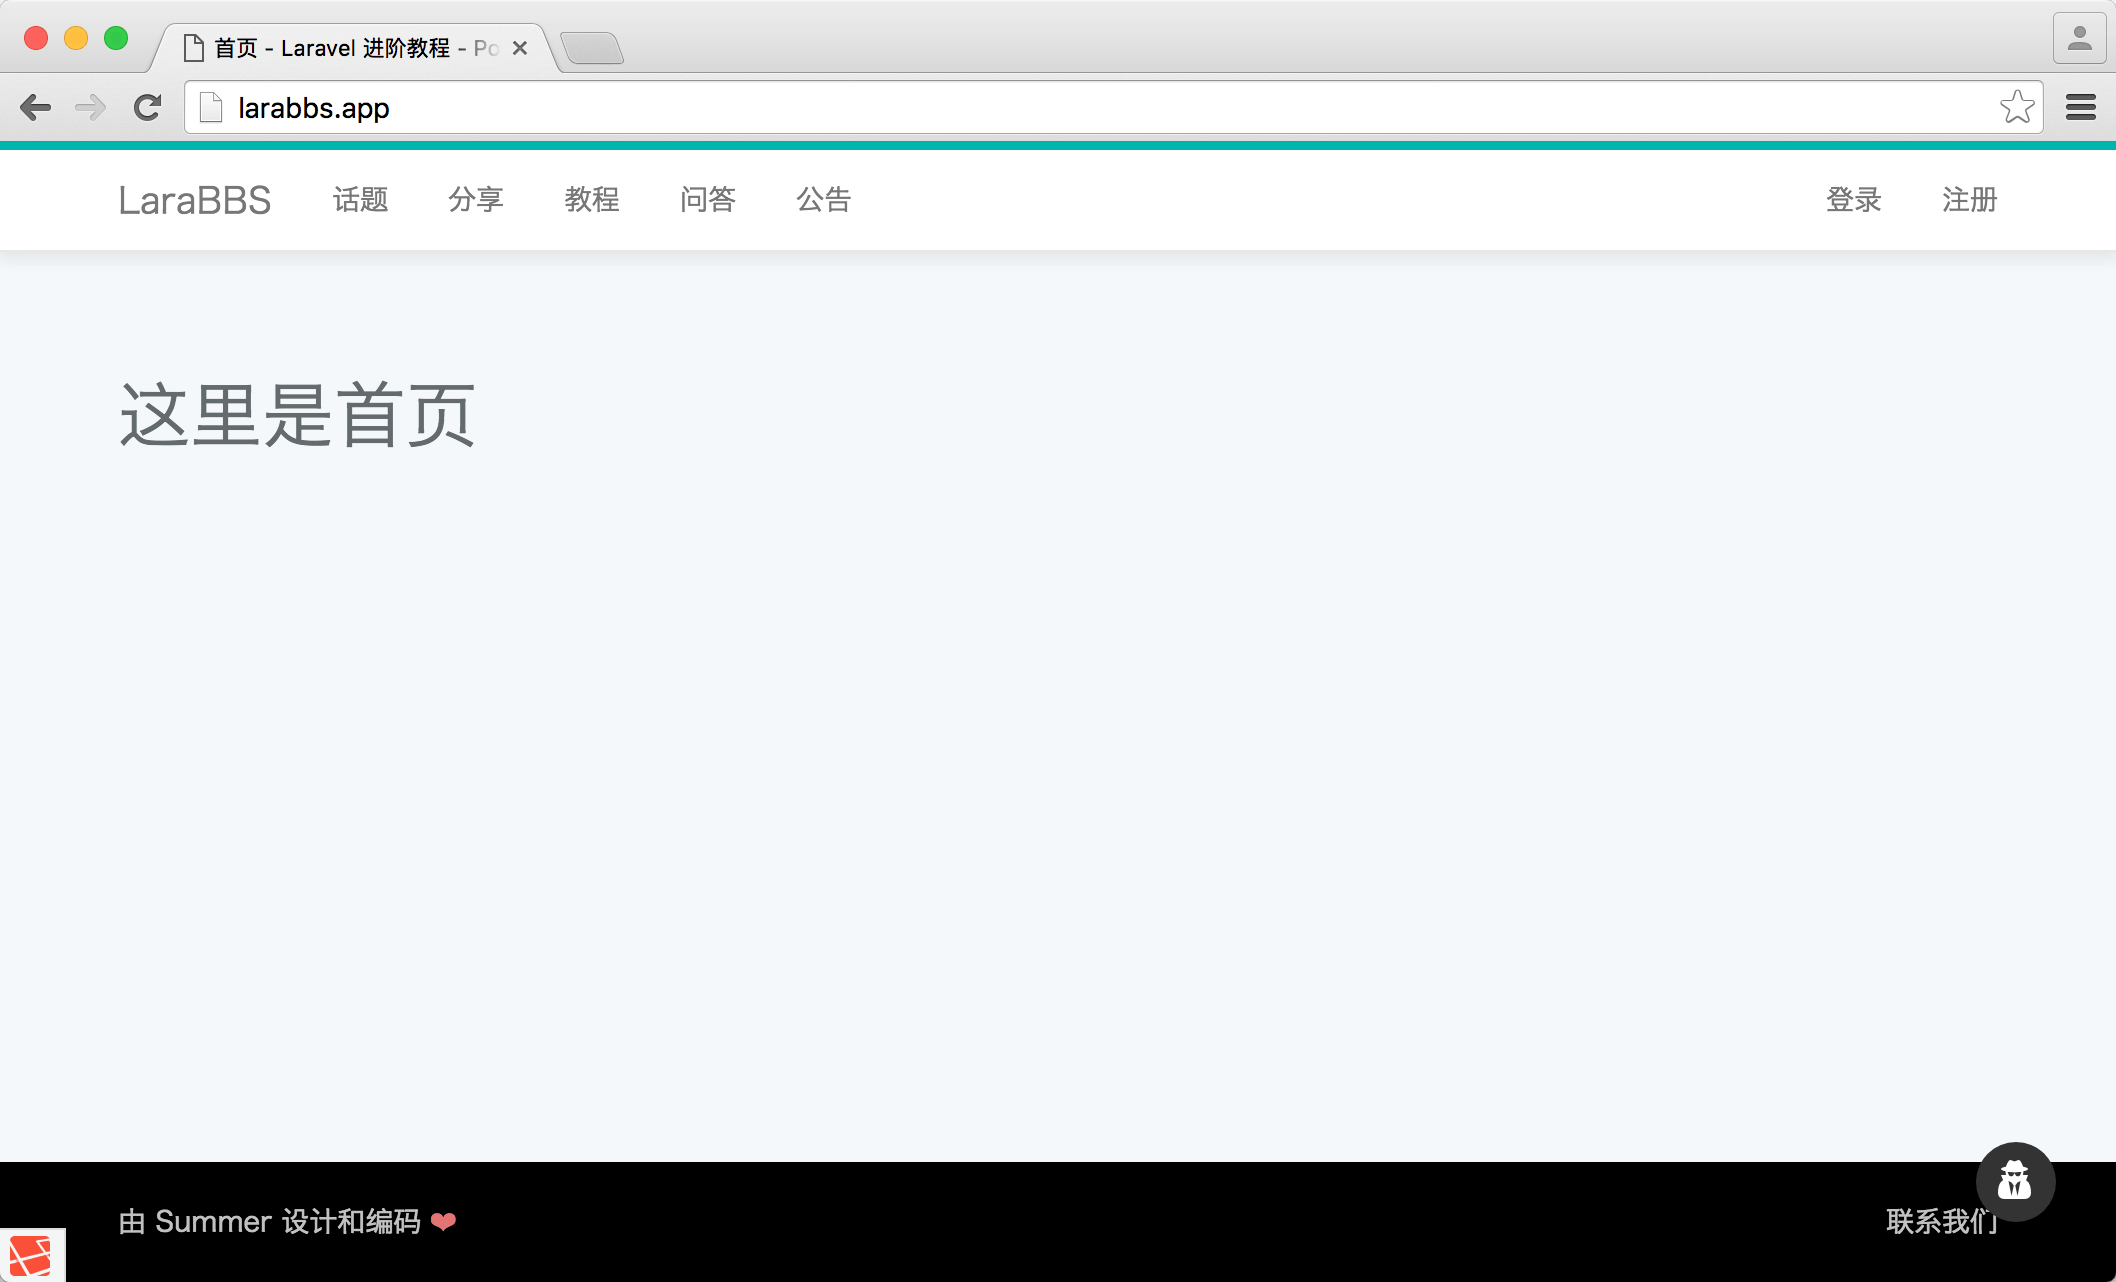 首页 - Laravel 进阶教程 - Po
larabbs.app
LaraBBS 话题 分享 教程 问答 公告 登录 注册
这里是首页
由 Summer 设计和编码 ❤
联系我们